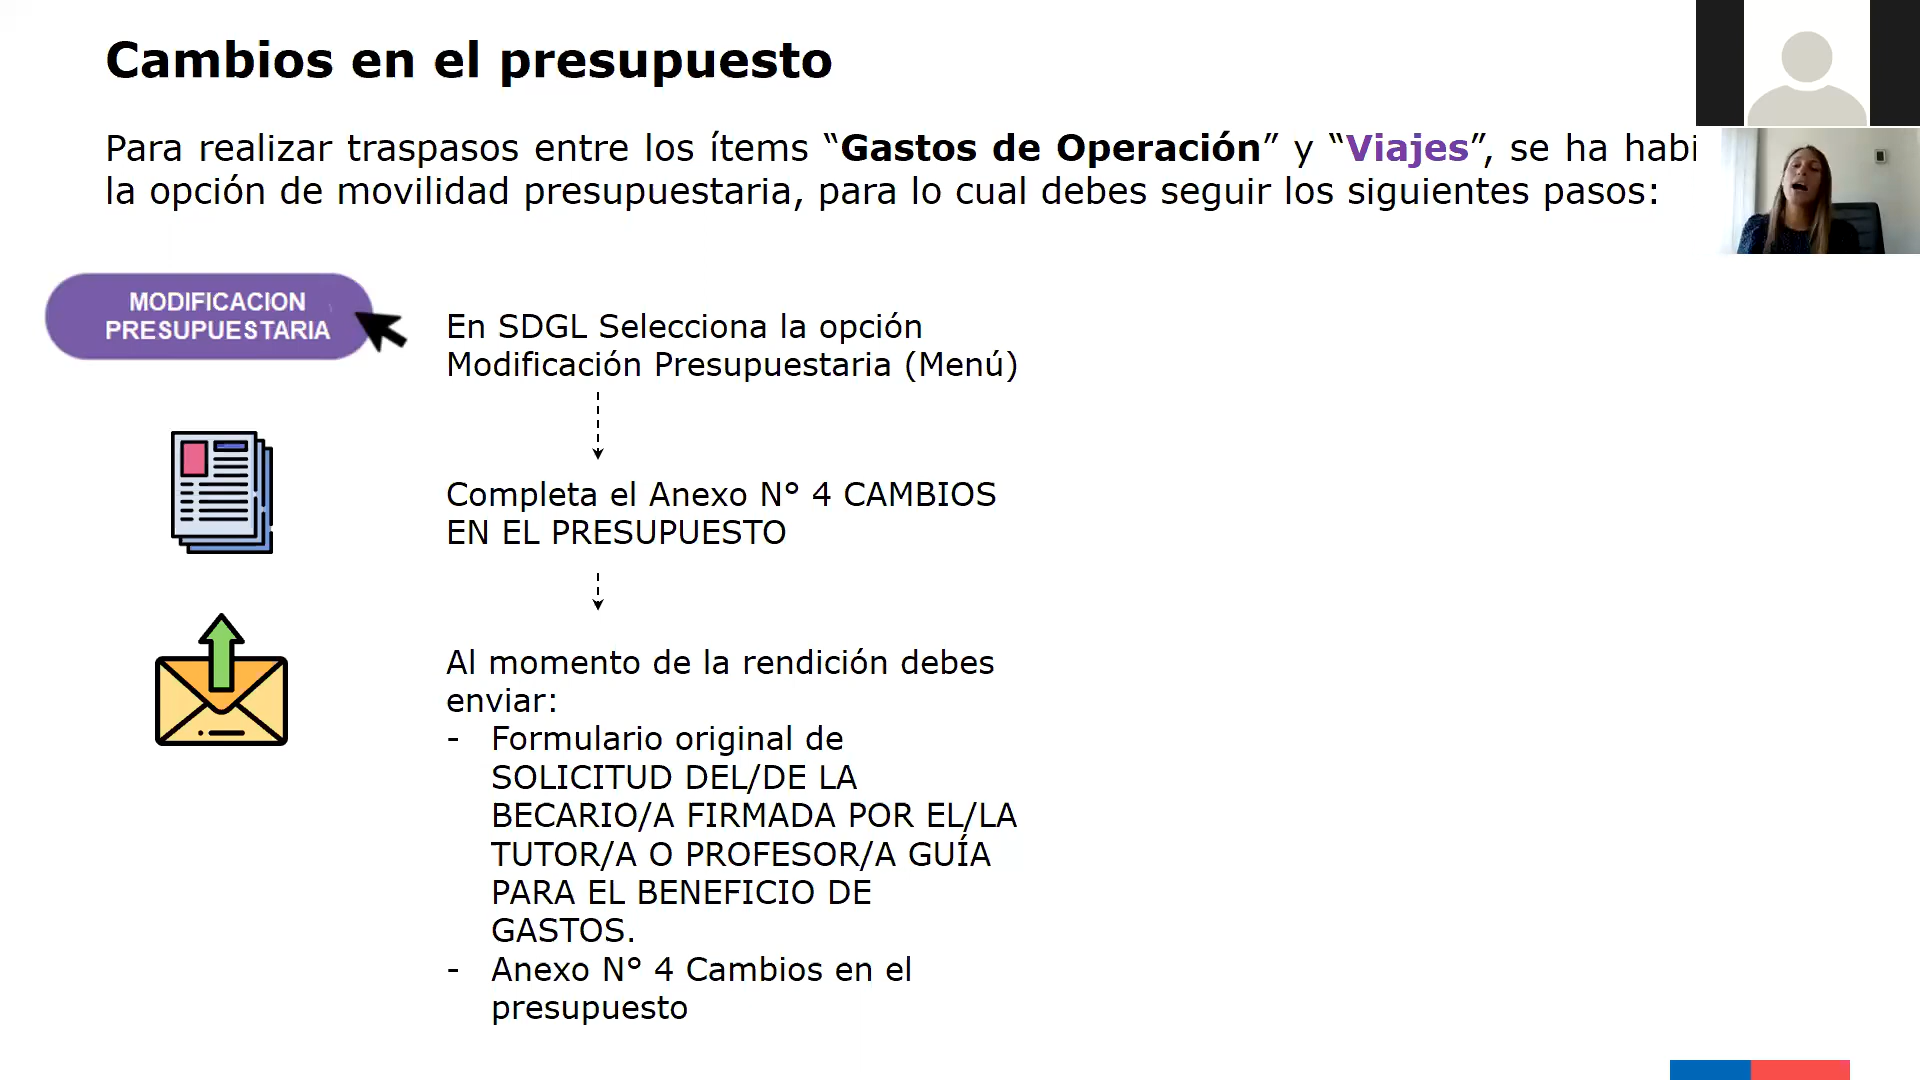 Cambios en el presupuesto
Para realizar traspasos entre los ítems “Gastos de Operación” y “Viajes”, se ha habi
la opción de movilidad presupuestaria, para lo cual debes seguir los siguientes pasos:
MODIFICACION
PRESUPUESTARIA
En SDGL Selecciona la opción
Modificación Presupuestaria (Menú)
Completa el Anexo N° 4 CAMBIOS
EN EL PRESUPUESTO
Al momento de la rendición debes
enviar:
- Formulario original de
SOLICITUD DEL/DE LA
BECARIO/A FIRMADA POR EL/LA
TUTOR/A O PROFESOR/A GUÍA
PARA EL BENEFICIO DE
GASTOS.
- Anexo N° 4 Cambios en el
presupuesto